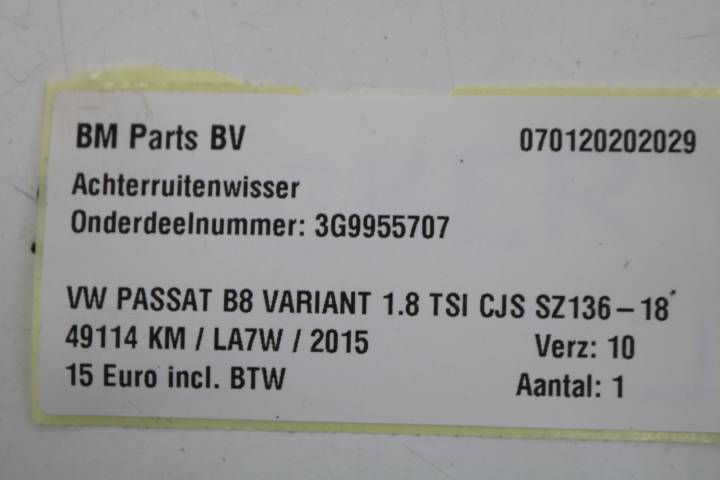 BM Parts BV 070120202029
Achterruitenwisser
Onderdeelnummer: 3G9955707
VW PASSAT B8 VARIANT 1.8 TSI CJS SZ136-18
49114 KM / LA7W / 2015 Verz: 10
15 Euro incl. BTW Aantal: 1